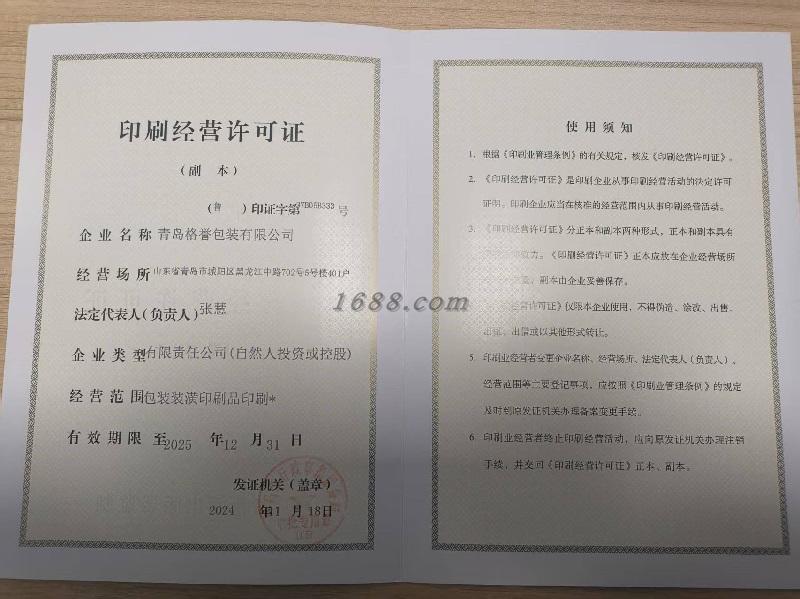 印刷经营许可证
（副 本）
（鲁 ）印证字第37B05B333号
企业名称 青岛格誉包装有限公司
经营场所 山东省青岛市城阳区黑龙江中路702号5号楼401户
法定代表人(负责人) 张慧
企业类型 有限责任公司(自然人投资或控股)
经营范围 包装装潢印刷品印刷*
有效期限至 2025 年 12 月 31 日
发证机关（盖章）
2024 年 1 月 18日
使用须知
1. 根据《印刷业管理条例》的有关规定，核发《印刷经营许可证》。
2. 《印刷经营许可证》是印刷企业从事印刷经营活动的决定许可
证明。印刷企业应当在核准的经营范围内从事印刷经营活动。
《印刷经营许可证》分正本和副本两种形式，正本和副本具有
效力。《印刷经营许可证》正本应放在企业经营场所
副本由企业妥善保存。
经营许可证》仅限本企业使用，不得伪造、涂改、出售、
出租、出借或以其他形式转让。
5. 印刷业经营者变更企业名称、经营场所、法定代表人（负责人）、
经营范围等主要登记事项，应按照《印刷业管理条例》的规定
及时到原发证机关办理备案变更手续。
6. 印刷业经营者终止印刷经营活动，应向原发证机关办理注销
手续，并交回《印刷经营许可证》正本、副本。
1688.com